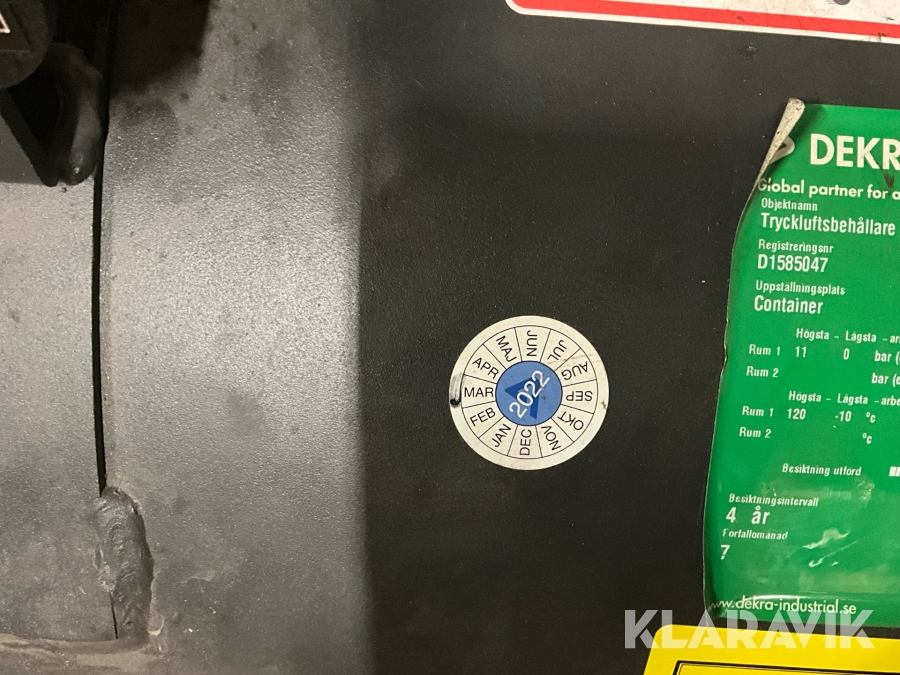 DEKR
Global partner for a
Objektnamn
Tryckluftsbehållare
Registreringsnr
D1585047
Uppställningsplats
Container
Högsta - Lägsta - ar
Rum 1 11 0 bar (
Rum 2 bar (e
Högsta - Lägsta - arbe
Rum 1 120 -10 °c
Rum 2 °c
Besiktning utförd
Besiktningsintervall
4 år
Förfallomånad
7
www.dekra-industrial.se
JAN
FEB
MAR
APR
MAJ
JUN
JUL
AUG
SEP
OKT
NOV
DEC
2022
KLARAVIK